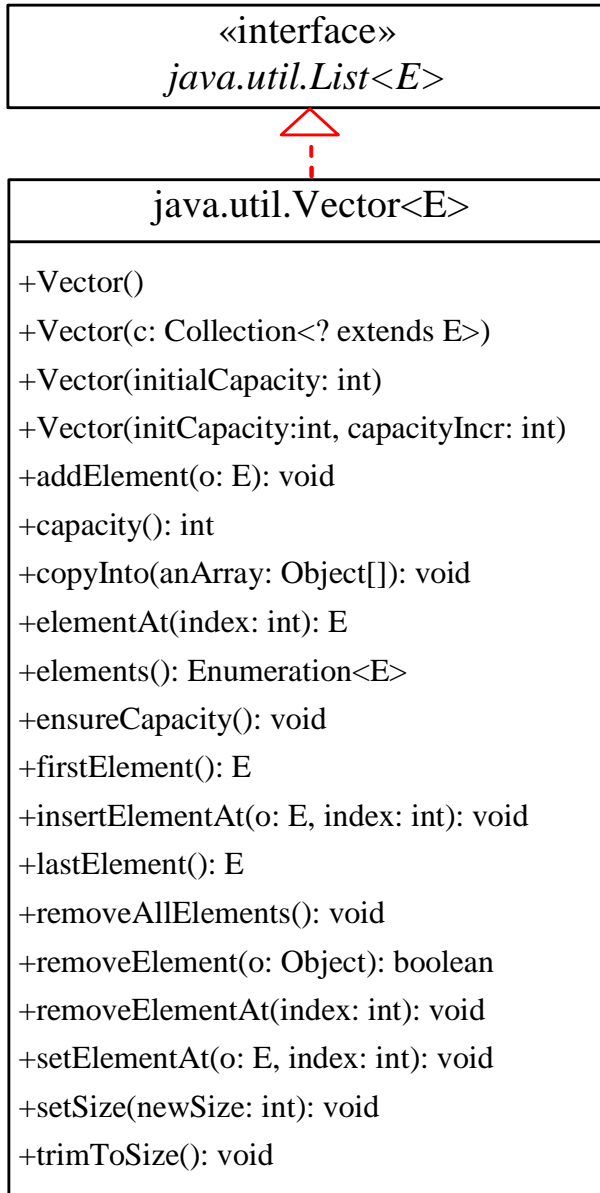 «interface»
java.util.List<E>
java.util.Vector<E>
+Vector()
+Vector(c: Collection<? extends E>)
+Vector(initialCapacity: int)
+Vector(initCapacity:int, capacityIncr: int)
+addElement(o: E): void
+capacity(): int
+copyInto(anArray: Object[]): void
+elementAt(index: int): E
+elements(): Enumeration<E>
+ensureCapacity(): void
+firstElement(): E
+insertElementAt(o: E, index: int): void
+lastElement(): E
+removeAllElements(): void
+removeElement(o: Object): boolean
+removeElementAt(index: int): void
+setElementAt(o: E, index: int): void
+setSize(newSize: int): void
+trimToSize(): void